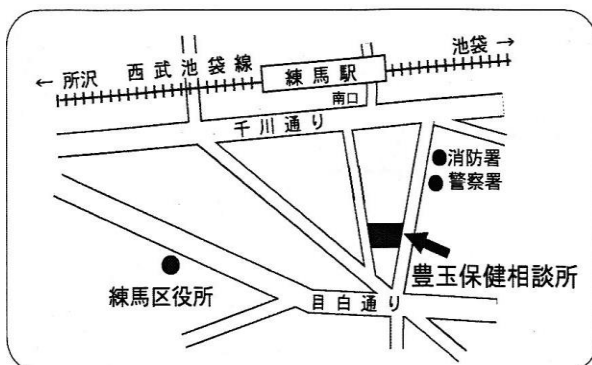 池袋 →
← 所沢 西武池袋線
練馬駅
南口
千川通り
消防署
警察署
豊玉保健相談所
練馬区役所
目白通り